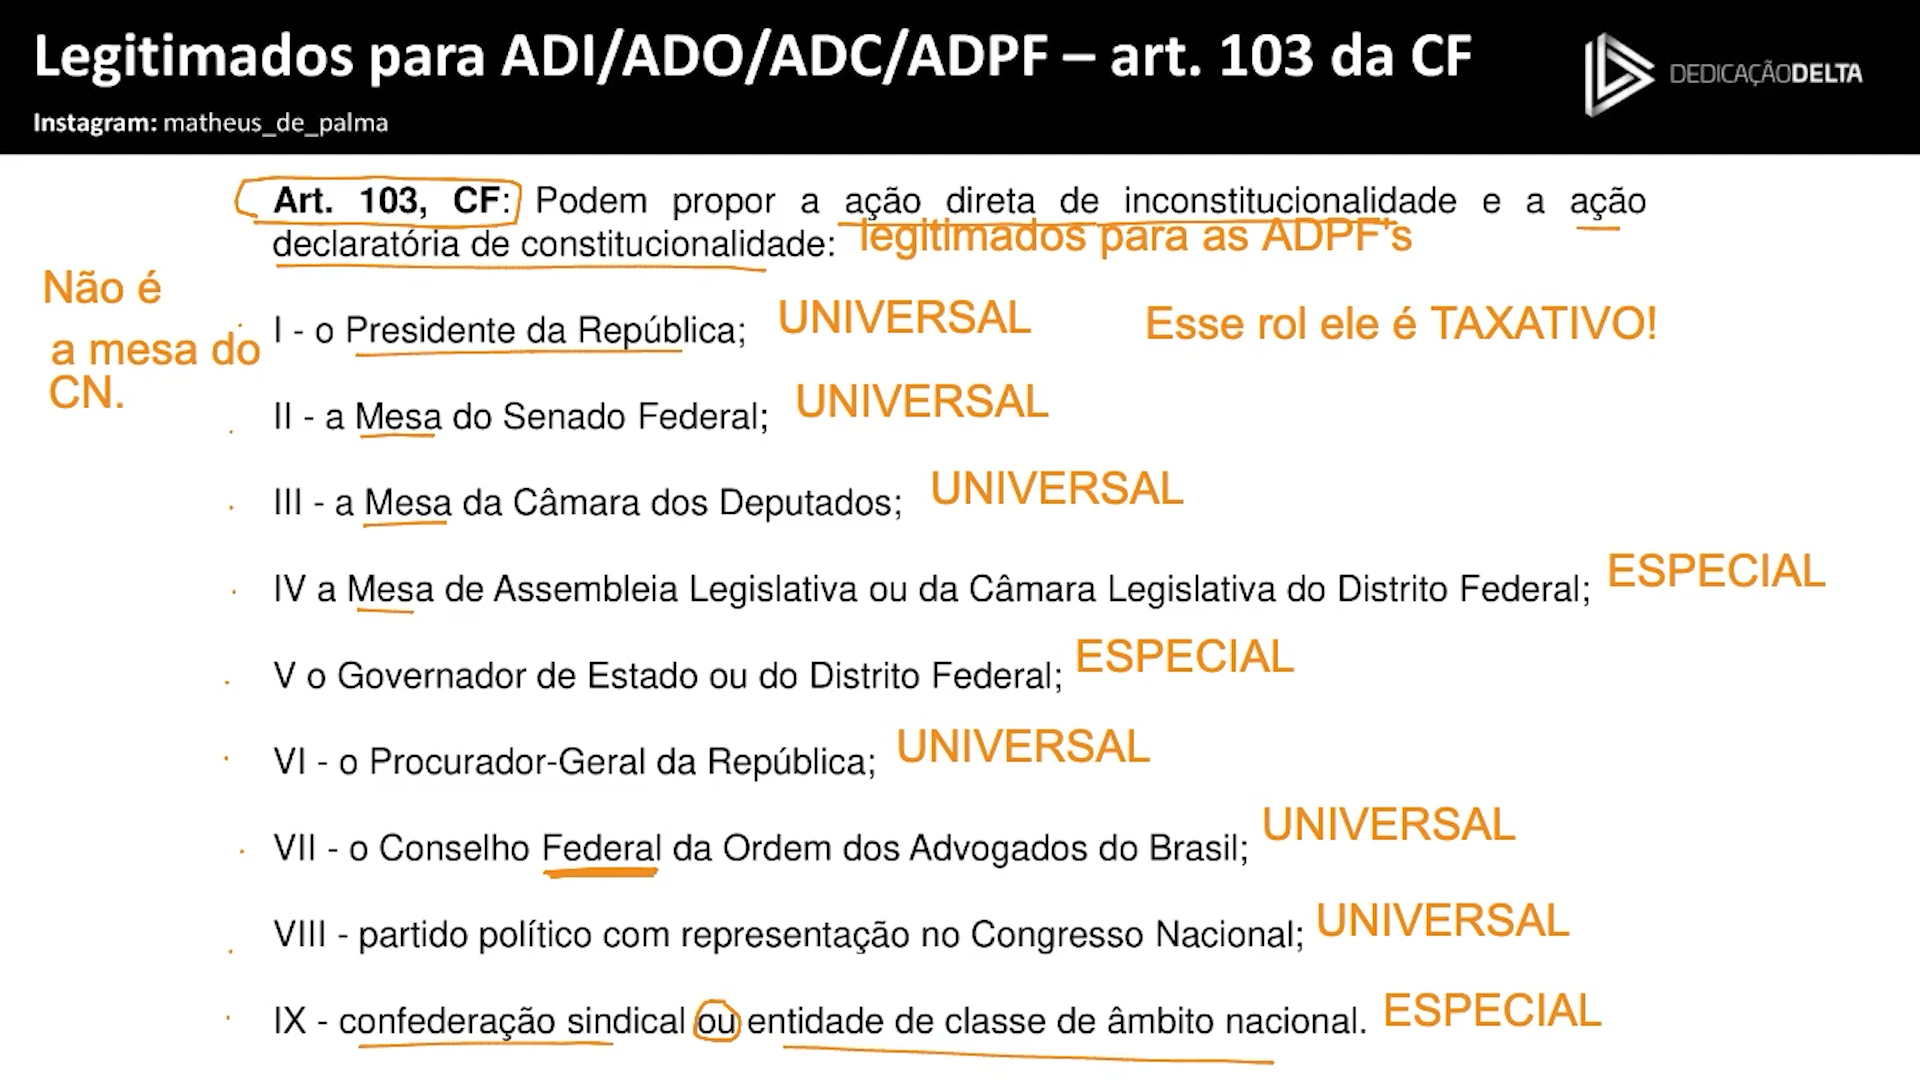 Legitimados para ADI/ADO/ADC/ADPF – art. 103 da CF
DEDICAÇÃODELTA
Instagram: matheus_de_palma
Art. 103, CF: Podem propor a ação direta de inconstitucionalidade e a ação
declaratória de constitucionalidade: legitimados para as ADPF's
Não é
a mesa do
CN.
I - o Presidente da República; UNIVERSAL
Esse rol ele é TAXATIVO!
II - a Mesa do Senado Federal; UNIVERSAL
III - a Mesa da Câmara dos Deputados; UNIVERSAL
IV a Mesa de Assembleia Legislativa ou da Câmara Legislativa do Distrito Federal; ESPECIAL
V o Governador de Estado ou do Distrito Federal; ESPECIAL
VI - o Procurador-Geral da República; UNIVERSAL
VII - o Conselho Federal da Ordem dos Advogados do Brasil; UNIVERSAL
VIII - partido político com representação no Congresso Nacional; UNIVERSAL
IX - confederação sindical ou entidade de classe de âmbito nacional. ESPECIAL